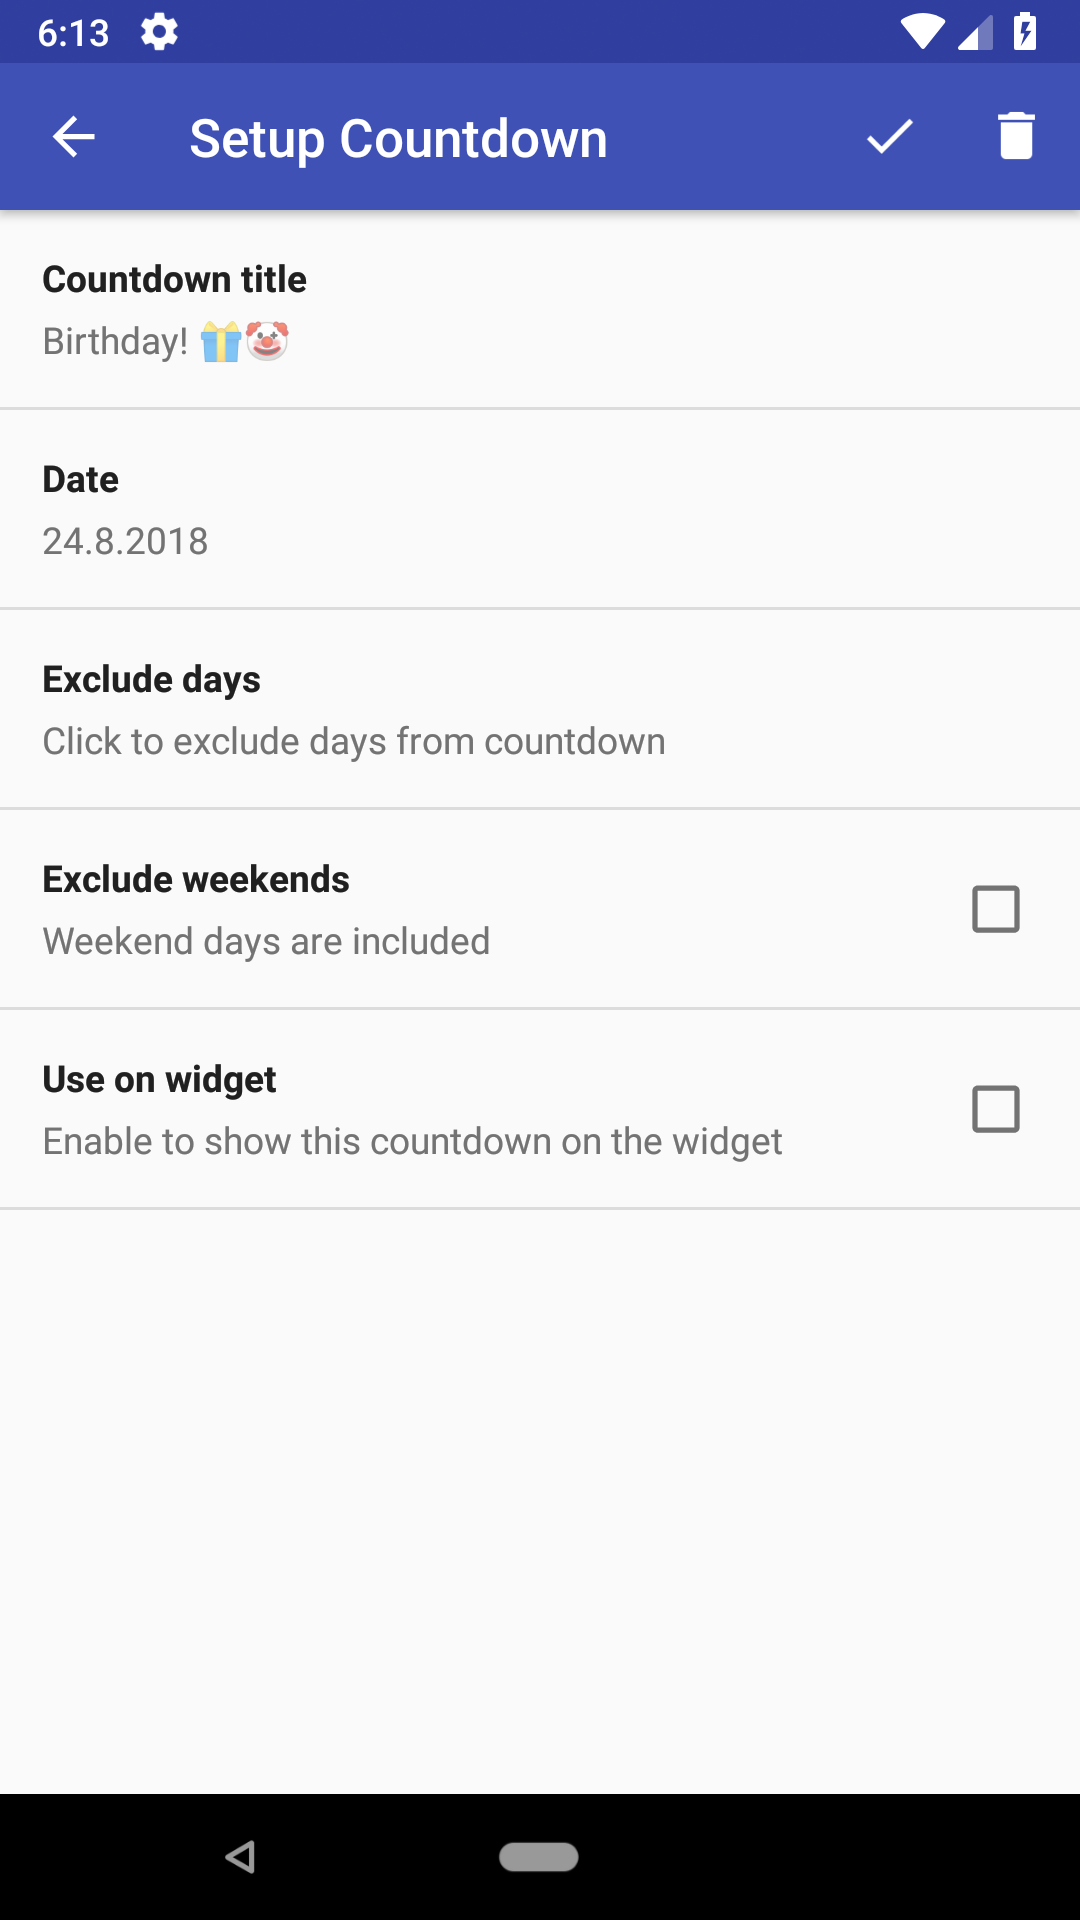 6:13
Setup Countdown
Countdown title
Birthday! 🎁🤡
Date
24.8.2018
Exclude days
Click to exclude days from countdown
Exclude weekends
Weekend days are included
Use on widget
Enable to show this countdown on the widget